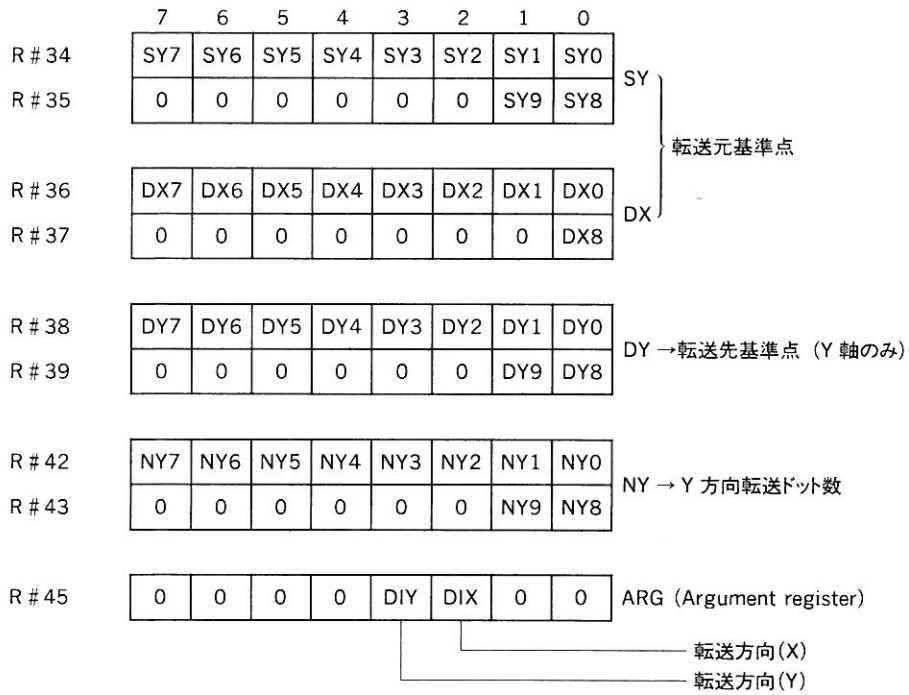 7 6 5 4 3 2 1 0
R#34 SY7 SY6 SY5 SY4 SY3 SY2 SY1 SY0
SY
R#35 0 0 0 0 0 0 SY9 SY8
転送元基準点
R#36 DX7 DX6 DX5 DX4 DX3 DX2 DX1 DX0
DX
R#37 0 0 0 0 0 0 0 DX8
R#38 DY7 DY6 DY5 DY4 DY3 DY2 DY1 DY0
DY→転送先基準点 (Y 軸のみ)
R#39 0 0 0 0 0 0 DY9 DY8
R#42 NY7 NY6 NY5 NY4 NY3 NY2 NY1 NY0
NY → Y 方向転送ドット数
R#43 0 0 0 0 0 0 NY9 NY8
R#45 0 0 0 0 DIY DIX 0 0 ARG (Argument register)
転送方向(X)
転送方向(Y)